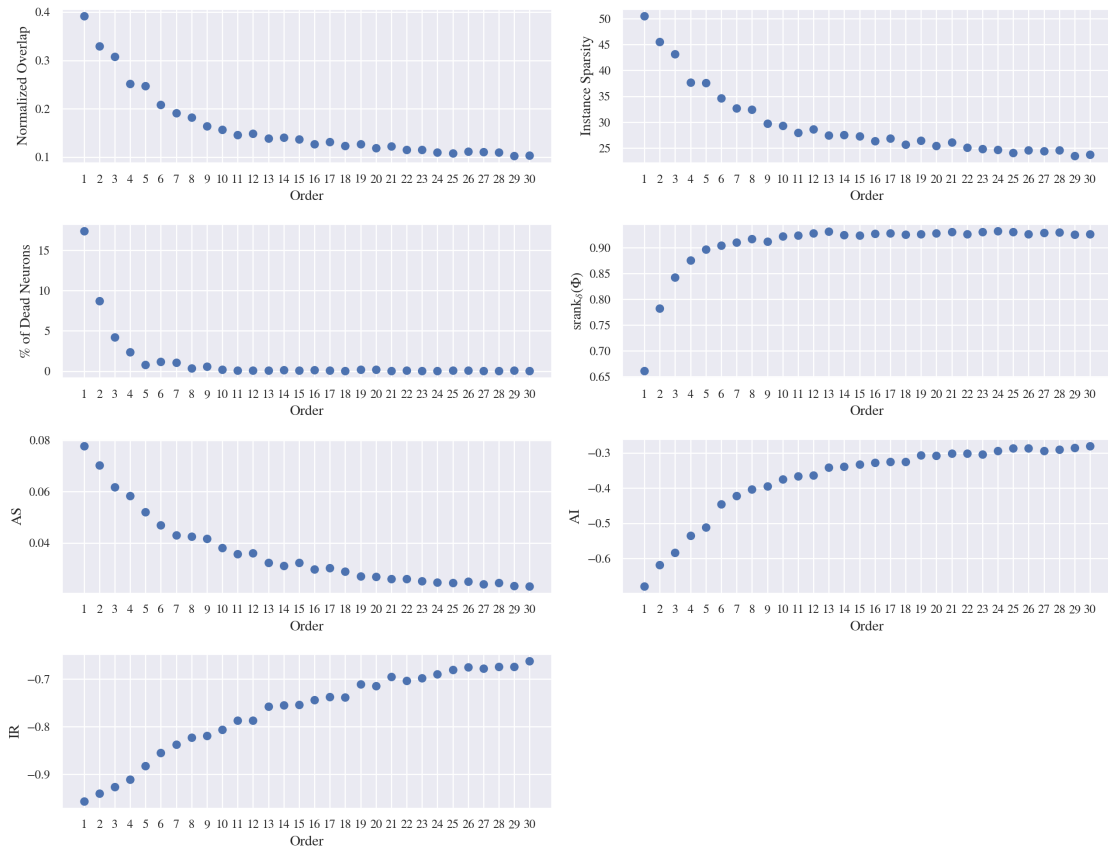 Normalized Overlap
0.4
0.3
0.2
0.1
1 2 3 4 5 6 7 8 9 10 11 12 13 14 15 16 17 18 19 20 21 22 23 24 25 26 27 28 29 30
Order
Instance Sparsity
50
45
40
35
30
25
1 2 3 4 5 6 7 8 9 10 11 12 13 14 15 16 17 18 19 20 21 22 23 24 25 26 27 28 29 30
Order
% of Dead Neurons
15
10
5
0
1 2 3 4 5 6 7 8 9 10 11 12 13 14 15 16 17 18 19 20 21 22 23 24 25 26 27 28 29 30
Order
srankδ(Φ)
0.90
0.85
0.80
0.75
0.70
0.65
1 2 3 4 5 6 7 8 9 10 11 12 13 14 15 16 17 18 19 20 21 22 23 24 25 26 27 28 29 30
Order
AS
0.08
0.06
0.04
1 2 3 4 5 6 7 8 9 10 11 12 13 14 15 16 17 18 19 20 21 22 23 24 25 26 27 28 29 30
Order
AI
−0.3
−0.4
−0.5
−0.6
1 2 3 4 5 6 7 8 9 10 11 12 13 14 15 16 17 18 19 20 21 22 23 24 25 26 27 28 29 30
Order
IR
−0.7
−0.8
−0.9
1 2 3 4 5 6 7 8 9 10 11 12 13 14 15 16 17 18 19 20 21 22 23 24 25 26 27 28 29 30
Order